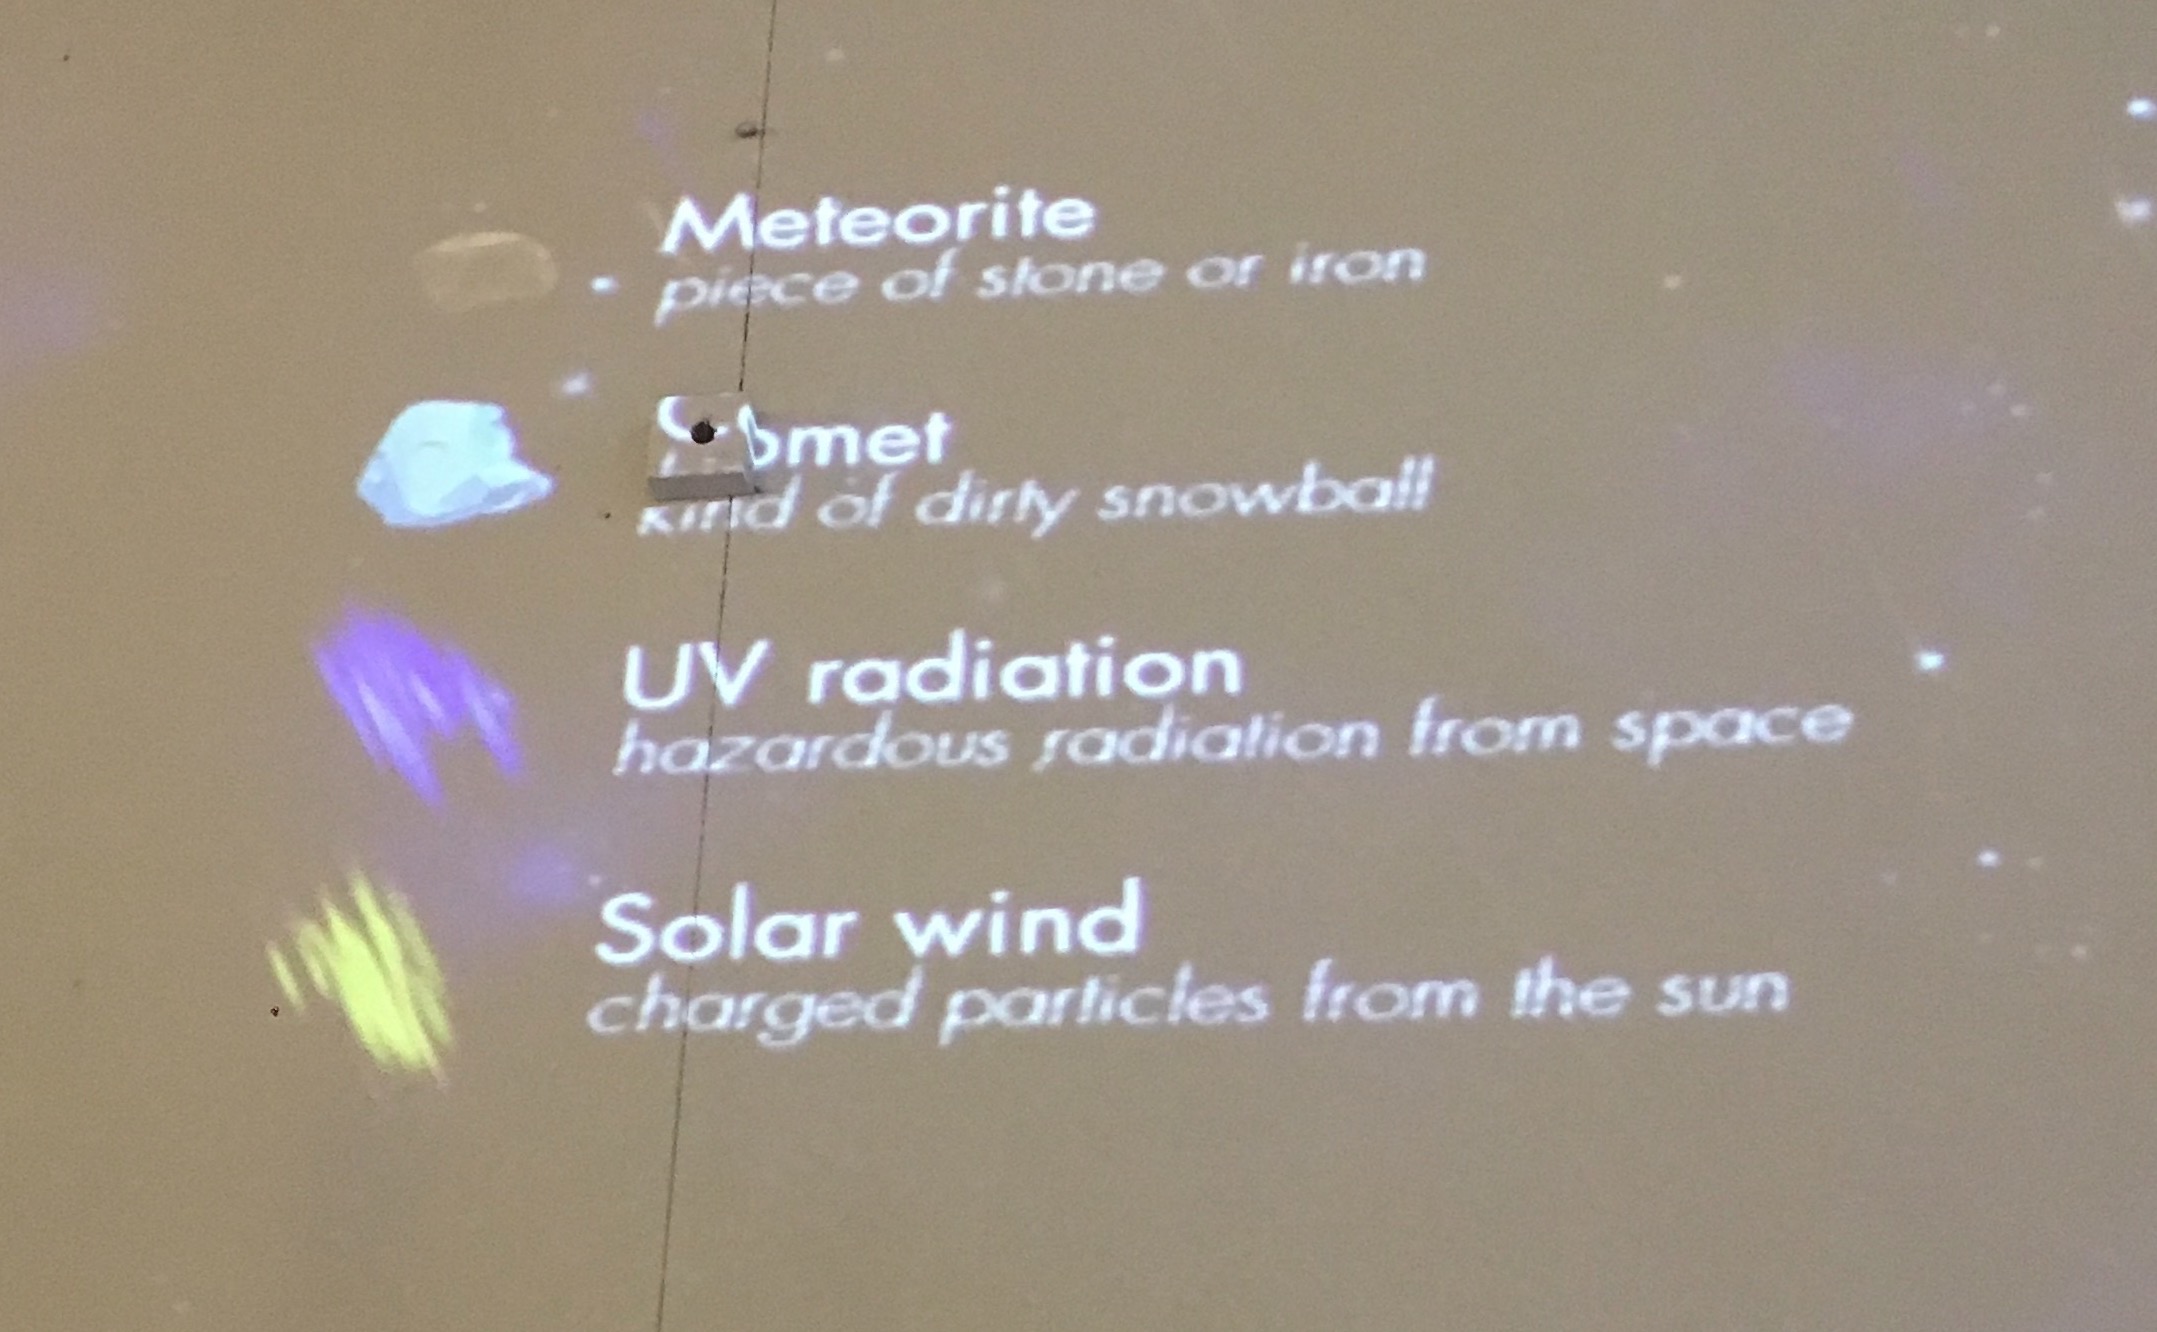 Meteorite
piece of stone or iron
Comet
kind of dirty snowball
UV radiation
hazardous radiation from space
Solar wind
charged particles from the sun